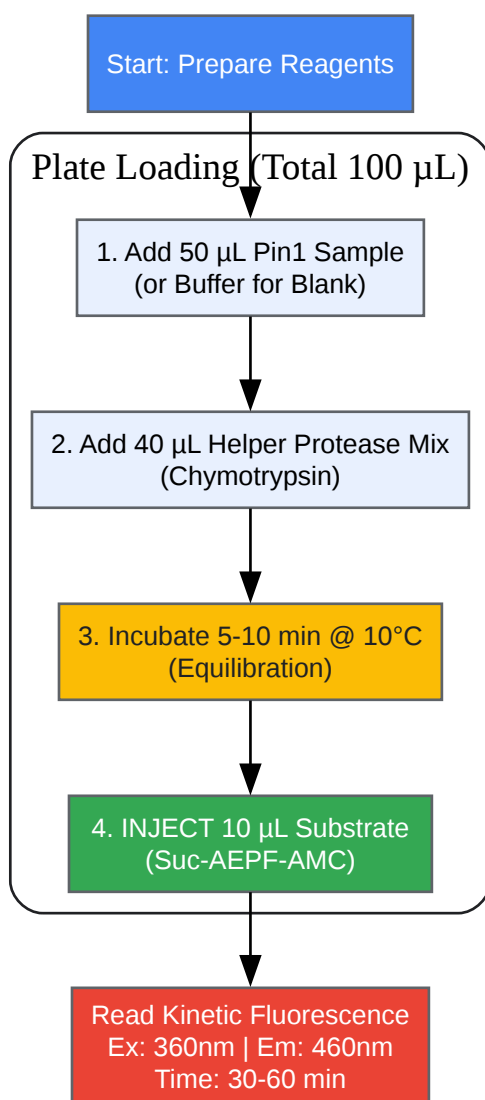 Start: Prepare Reagents
Plate Loading (Total 100 µL)
1. Add 50 µL Pin1 Sample
(or Buffer for Blank)
2. Add 40 µL Helper Protease Mix
(Chymotrypsin)
3. Incubate 5-10 min @ 10°C
(Equilibration)
4. INJECT 10 µL Substrate
(Suc-AEPF-AMC)
Read Kinetic Fluorescence
Ex: 360nm | Em: 460nm
Time: 30-60 min